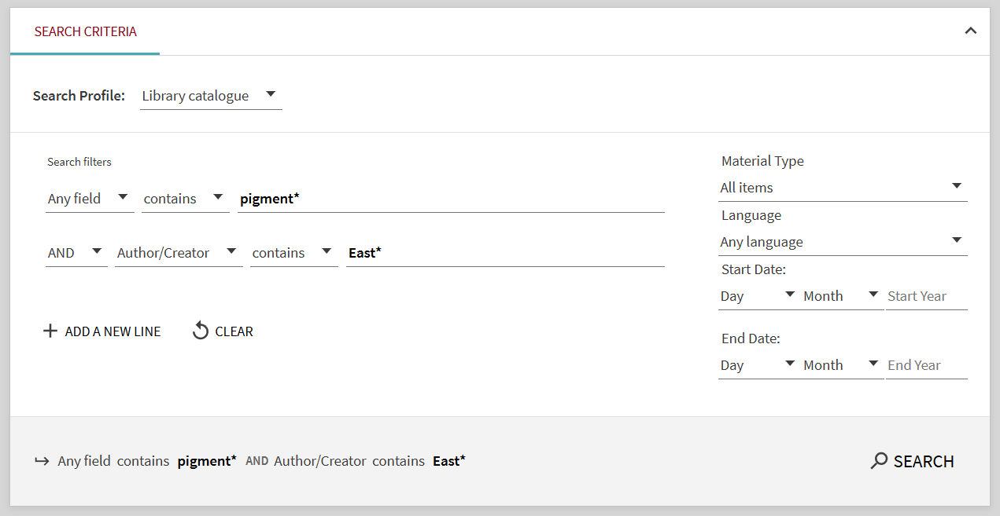 SEARCH CRITERIA
Search Profile: Library catalogue
Search filters
Any field contains pigment*
AND Author/Creator contains East*
ADD A NEW LINE CLEAR
Material Type
All items
Language
Any language
Start Date:
Day Month Start Year
End Date:
Day Month End Year
Any field contains pigment* AND Author/Creator contains East*
SEARCH